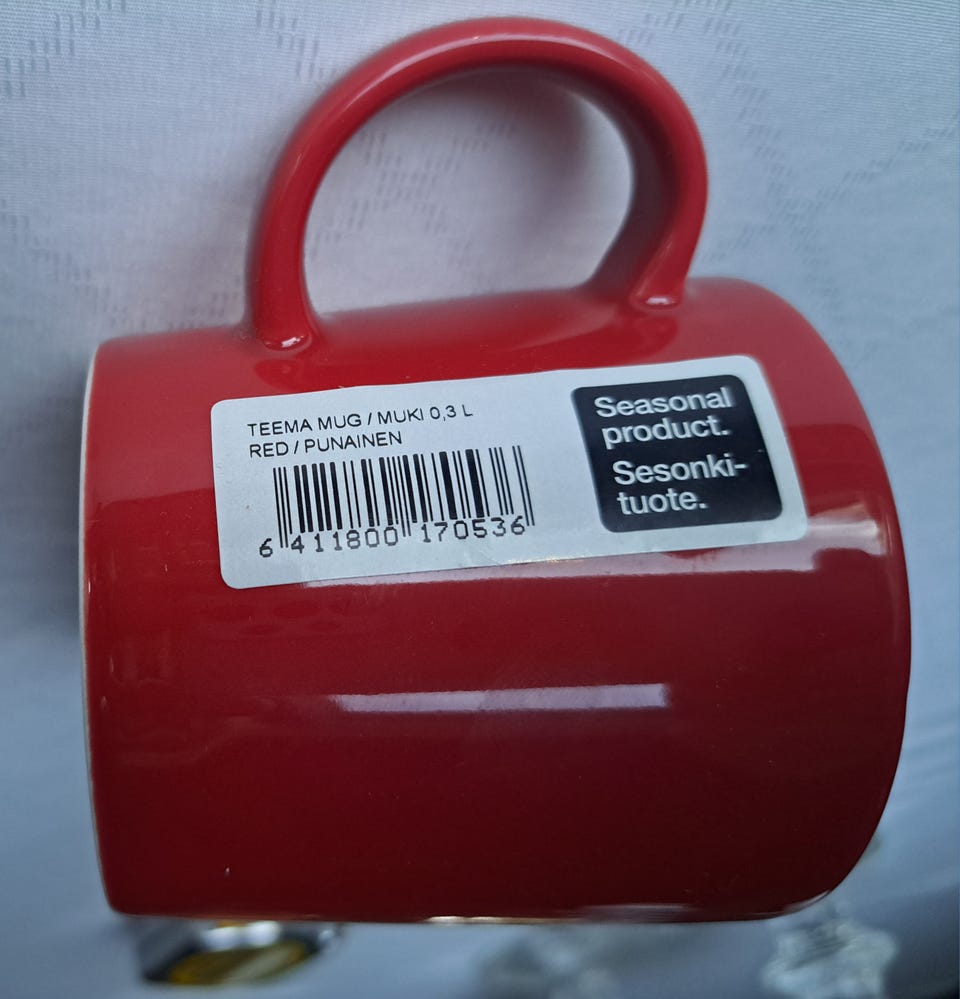 TEEMA MUG / MUKI 0,3 L
RED / PUNAINEN
6 411800 170536
Seasonal
product.
Sesonki-
tuote.